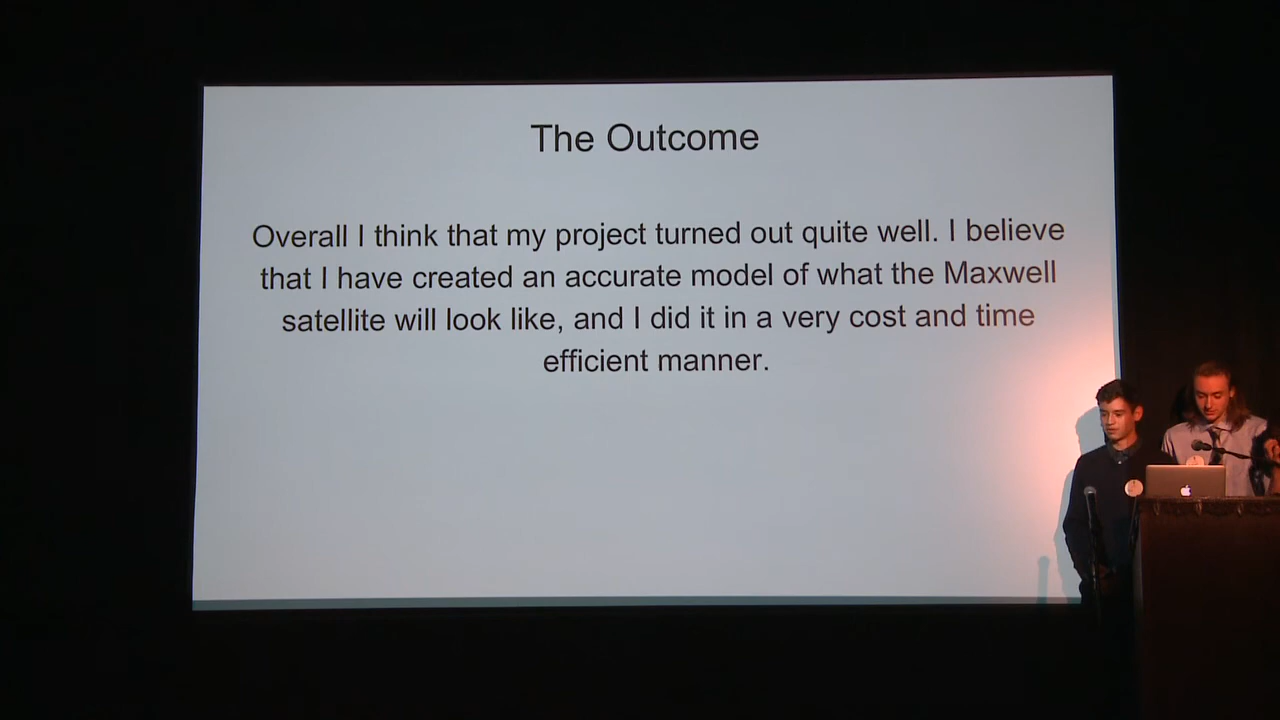 The Outcome
Overall I think that my project turned out quite well. I believe
that I have created an accurate model of what the Maxwell
satellite will look like, and I did it in a very cost and time
efficient manner.